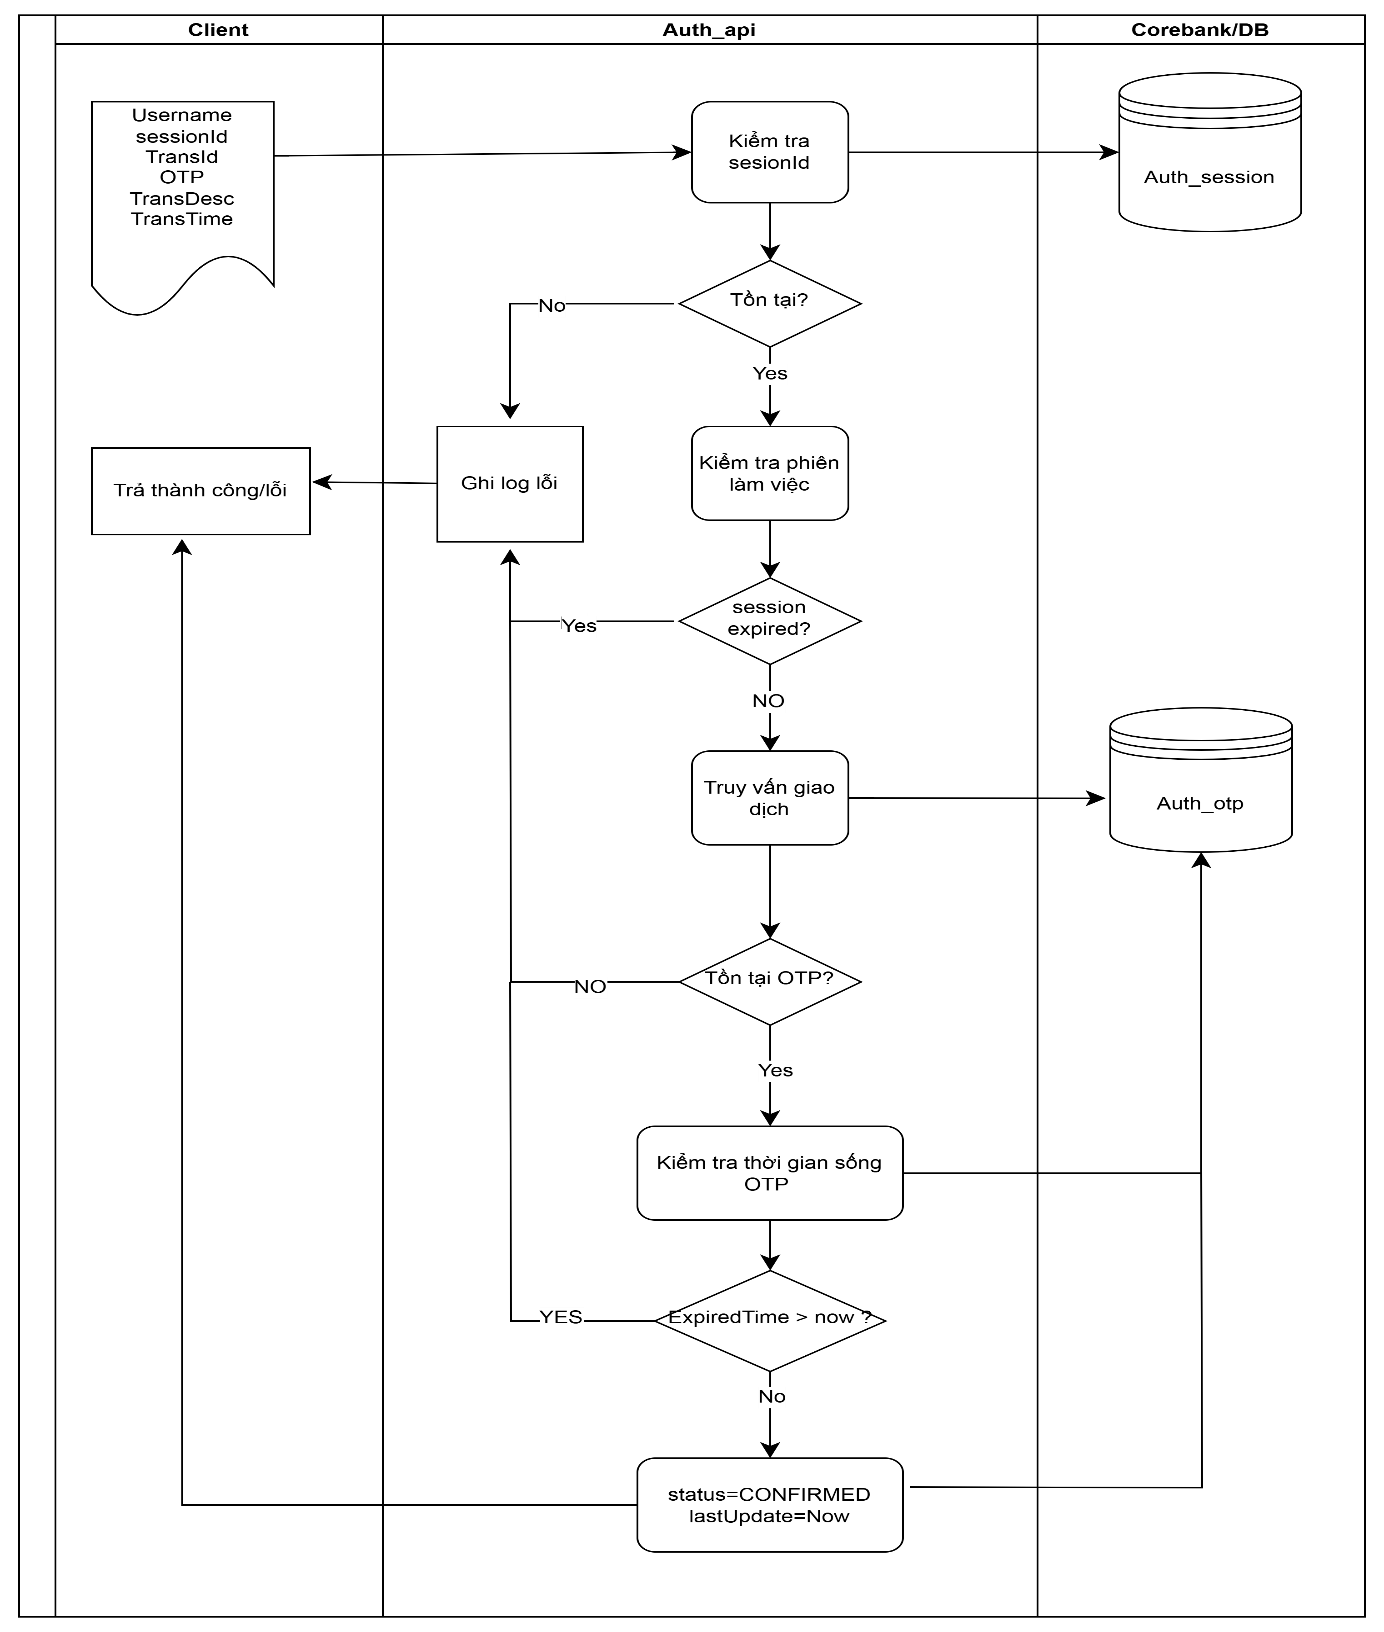 Client
Auth_api
Corebank/DB
Username
sessionId
TransId
OTP
TransDesc
TransTime
Kiểm tra
sesionId
Auth_session
Tồn tại?
No
Yes
Kiểm tra phiên
làm việc
Ghi log lỗi
Trả thành công/lỗi
session
expired?
Yes
NO
Truy vấn giao
dịch
Auth_otp
Tồn tại OTP?
NO
Yes
Kiểm tra thời gian sống
OTP
ExpiredTime > now ?
YES
No
status=CONFIRMED
lastUpdate=Now